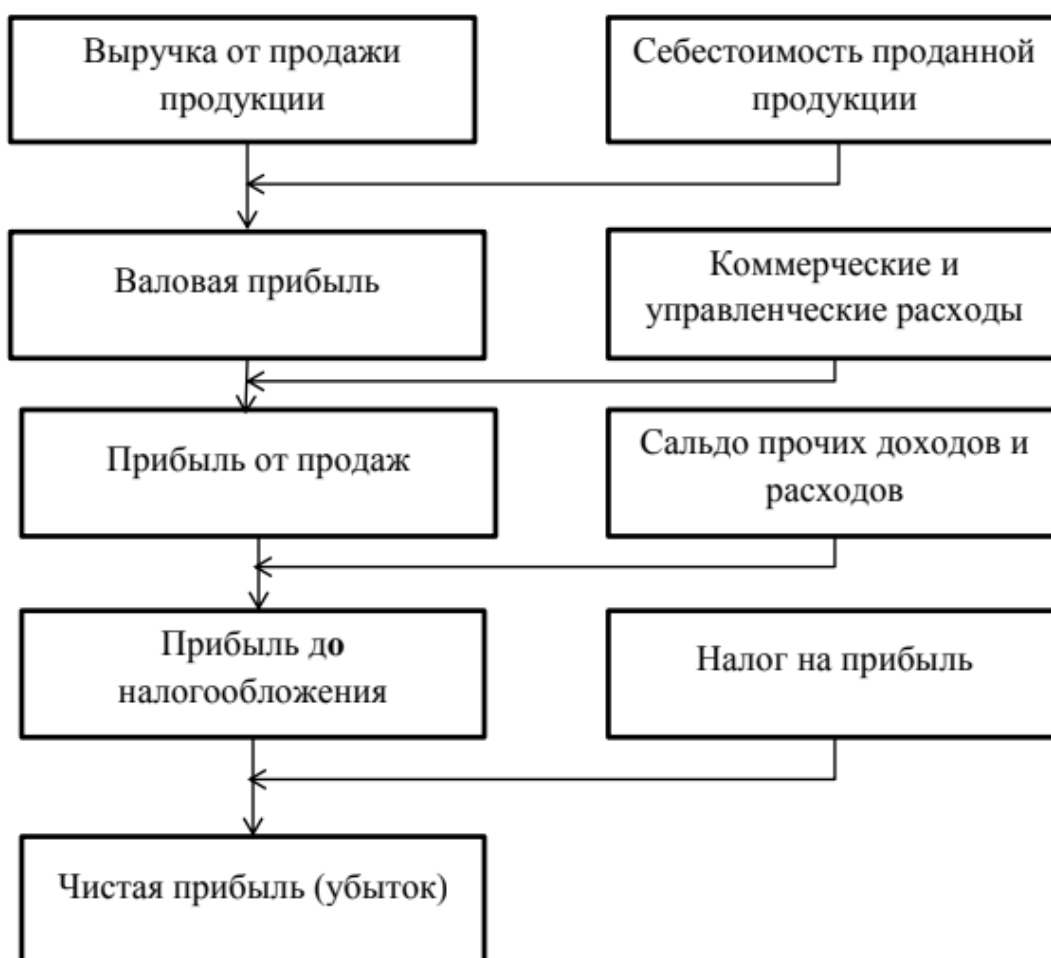 Выручка от продажи
продукции
Себестоимость проданной
продукции
Валовая прибыль
Коммерческие и
управленческие расходы
Прибыль от продаж
Сальдо прочих доходов и
расходов
Прибыль до
налогообложения
Налог на прибыль
Чистая прибыль (убыток)